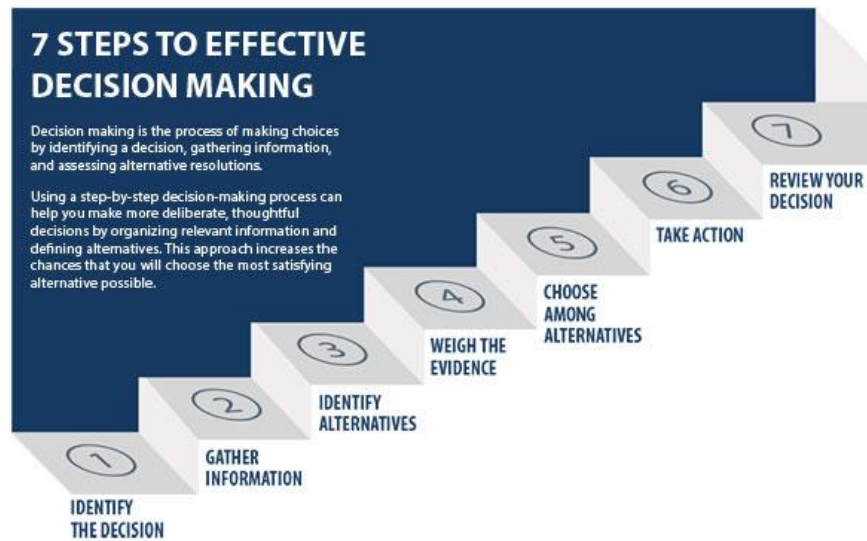 7 STEPS TO EFFECTIVE
DECISION MAKING
Decision making is the process of making choices
by identifying a decision, gathering information,
and assessing alternative resolutions.
Using a step-by-step decision-making process can
help you make more deliberate, thoughtful
decisions by organizing relevant information and
defining alternatives. This approach increases the
chances that you will choose the most satisfying
alternative possible.
1
IDENTIFY
THE DECISION
2
GATHER
INFORMATION
3
IDENTIFY
ALTERNATIVES
4
WEIGH THE
EVIDENCE
5
CHOOSE
AMONG
ALTERNATIVES
6
TAKE ACTION
7
REVIEW YOUR
DECISION